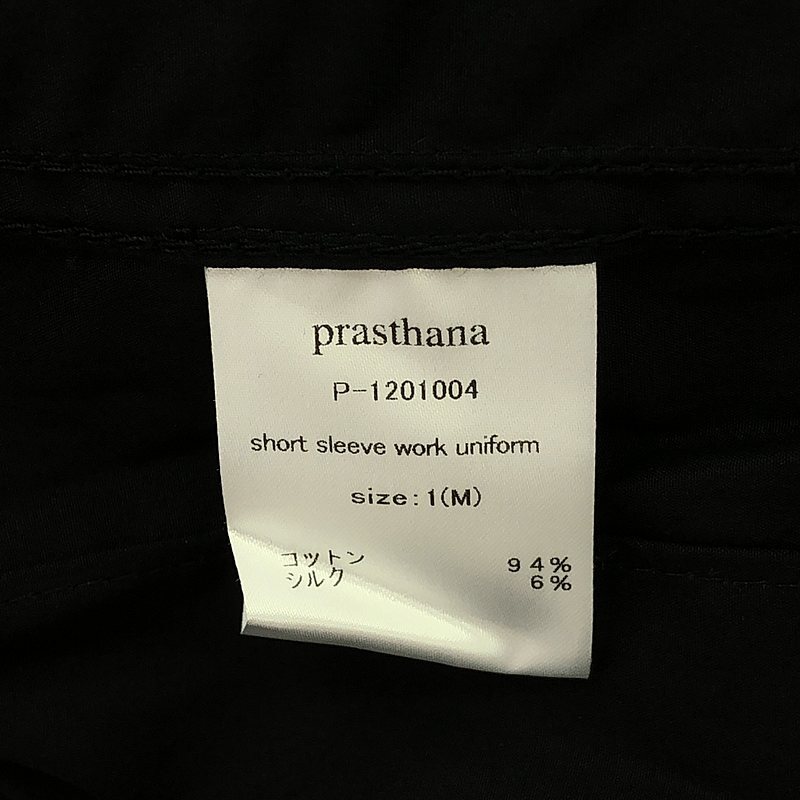 prasthana
P-1201004
short sleeve work uniform
size:1(M)
コットン 94%
シルク 6%